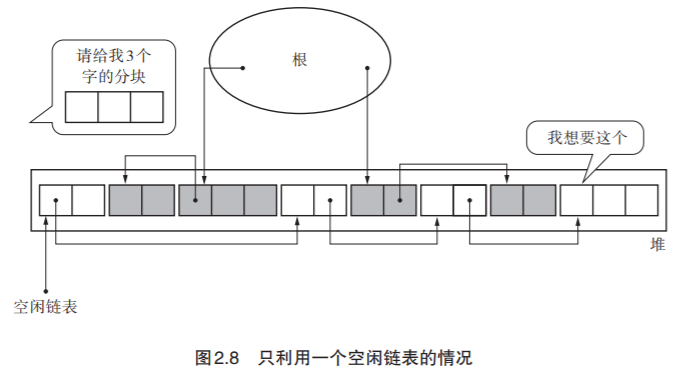 请给我3个
字的分块
根
我想要这个
堆
空闲链表
图2.8 只利用一个空闲链表的情况